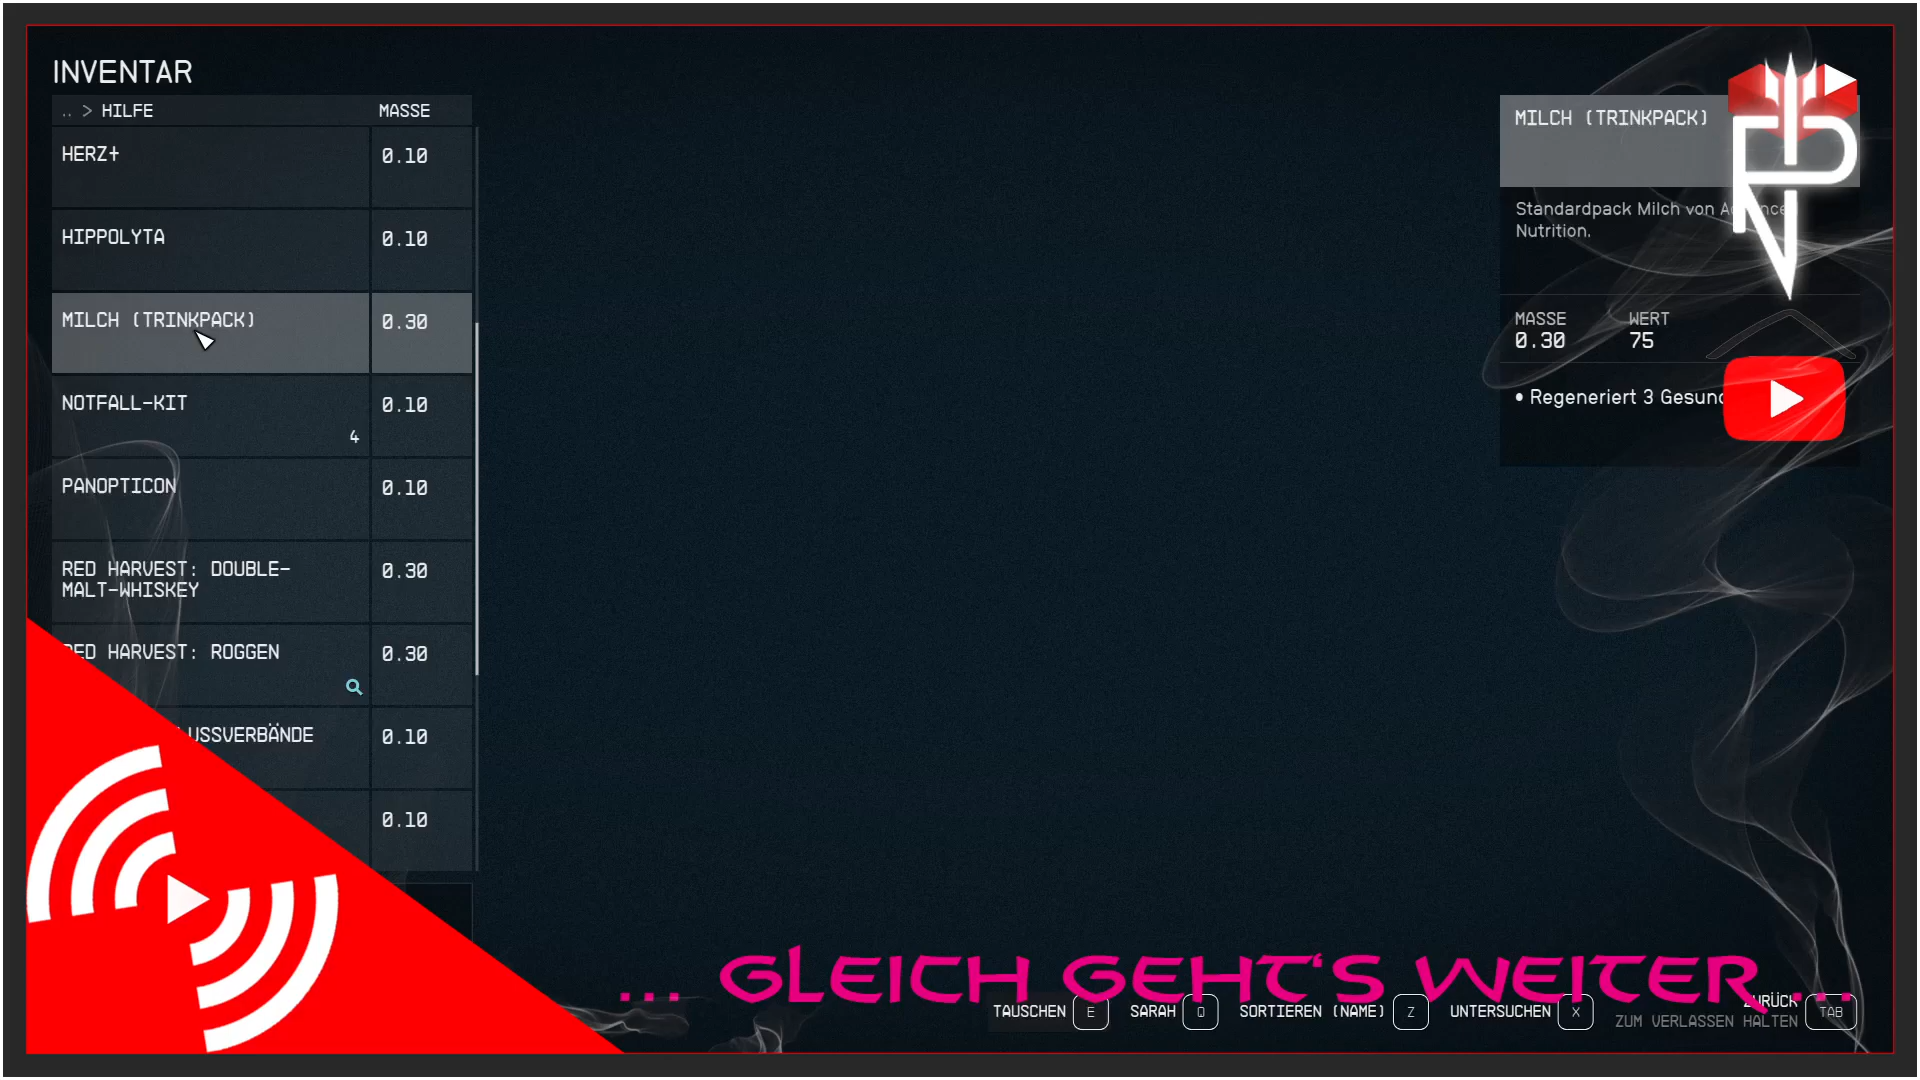 INVENTAR
.. > HILFE MASSE
HERZ+ 0.10
HIPPOLYTA 0.10
MILCH (TRINKPACK) 0.30
NOTFALL-KIT 0.10
4
PANOPTICON 0.10
RED HARVEST: DOUBLE-
MALT-WHISKEY 0.30
RED HARVEST: ROGGEN 0.30
0.10
0.10
MILCH (TRINKPACK)
Standardpack Milch von
Nutrition.
MASSE WERT
0.30 75
• Regeneriert 3
... GLEICH GEHT'S WEITER ...
TAUSCHEN E SARAH Q SORTIEREN (NAME) Z UNTERSUCHEN X ZURÜCK
ZUM VERLASSEN HALTEN TAB